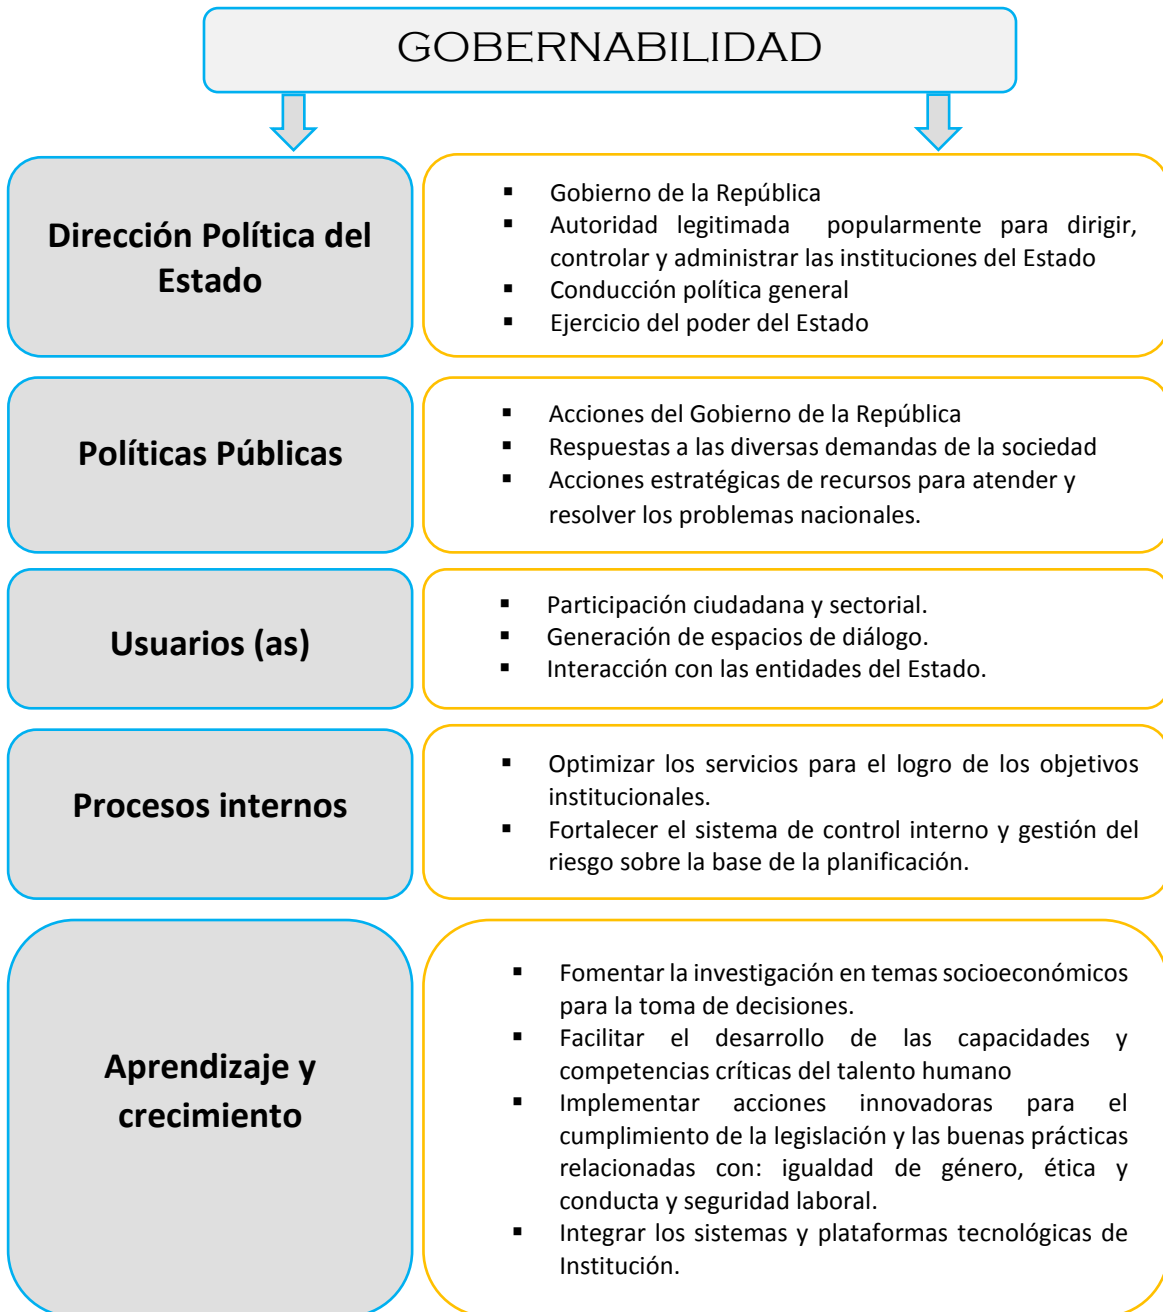 GOBERNABILIDAD
Dirección Política del
Estado
▪ Gobierno de la República
▪ Autoridad legitimada popularmente para dirigir,
controlar y administrar las instituciones del Estado
▪ Conducción política general
▪ Ejercicio del poder del Estado
Políticas Públicas
▪ Acciones del Gobierno de la República
▪ Respuestas a las diversas demandas de la sociedad
▪ Acciones estratégicas de recursos para atender y
resolver los problemas nacionales.
Usuarios (as)
▪ Participación ciudadana y sectorial.
▪ Generación de espacios de diálogo.
▪ Interacción con las entidades del Estado.
Procesos internos
▪ Optimizar los servicios para el logro de los objetivos
institucionales.
▪ Fortalecer el sistema de control interno y gestión del
riesgo sobre la base de la planificación.
Aprendizaje y
crecimiento
▪ Fomentar la investigación en temas socioeconómicos
para la toma de decisiones.
▪ Facilitar el desarrollo de las capacidades y
competencias críticas del talento humano
▪ Implementar acciones innovadoras para el
cumplimiento de la legislación y las buenas prácticas
relacionadas con: igualdad de género, ética y
conducta y seguridad laboral.
▪ Integrar los sistemas y plataformas tecnológicas de
Institución.